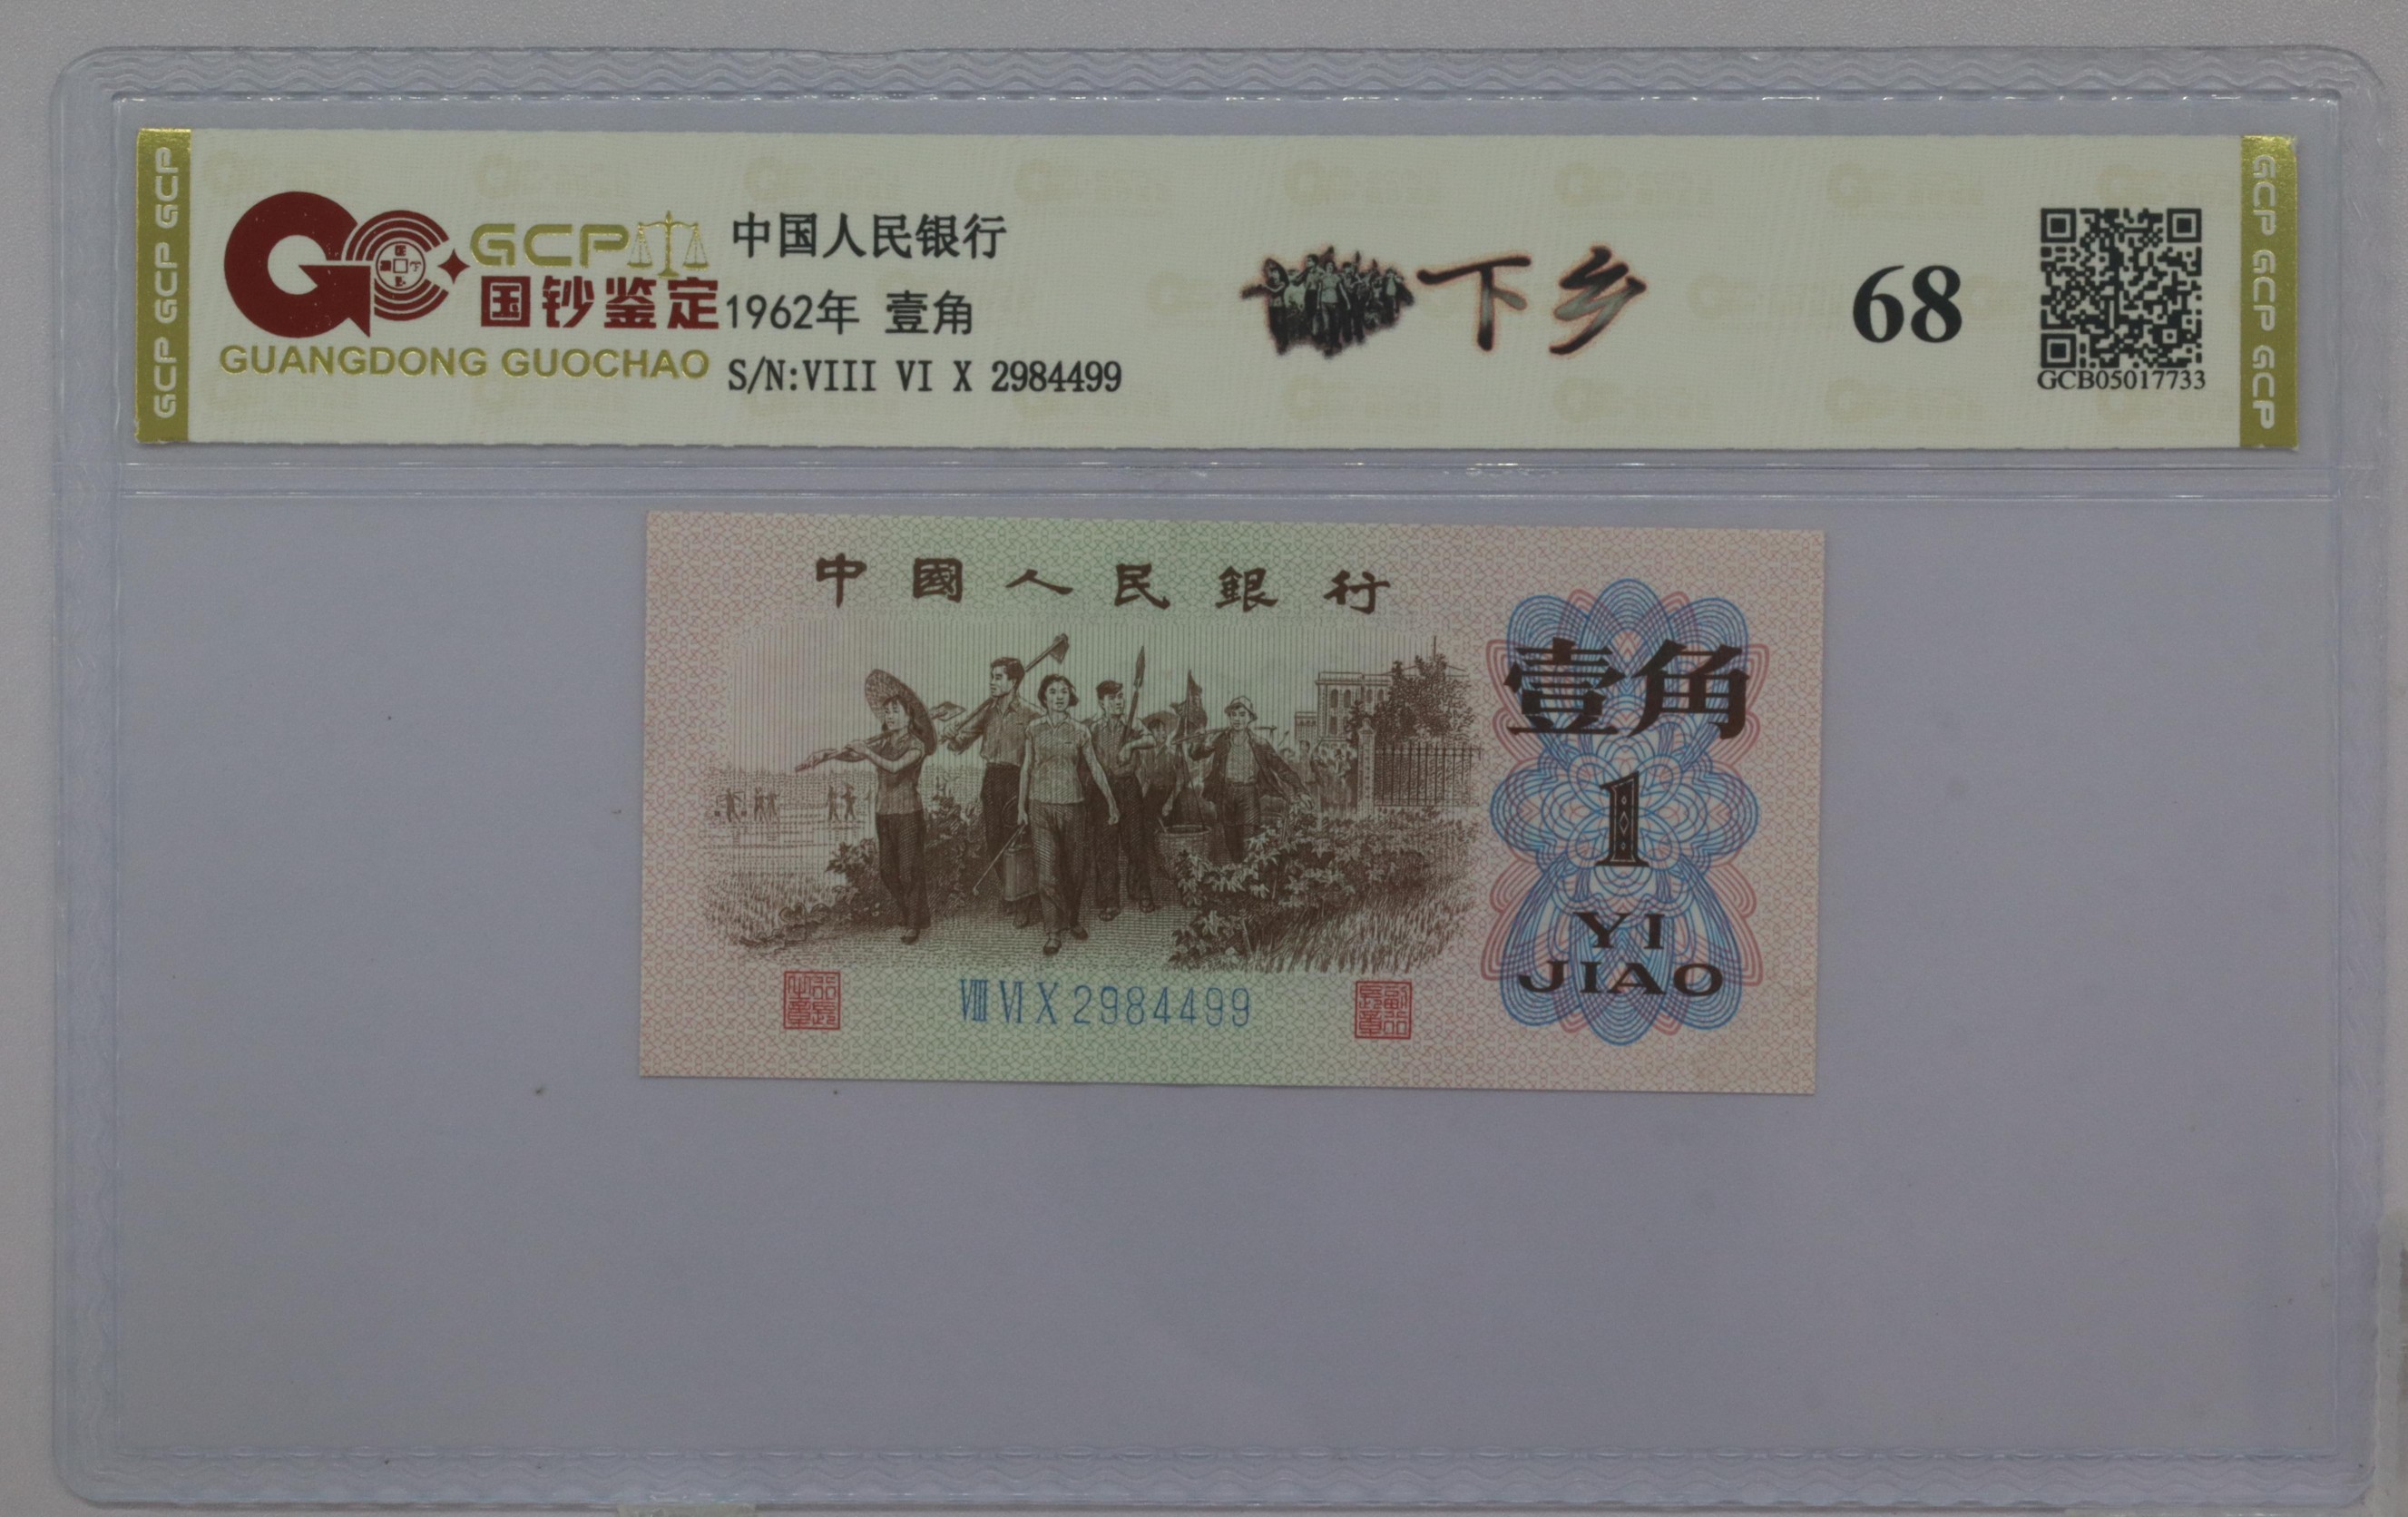 GCP GCP GCP
GCP
国钞鉴定
GUANGDONG GUOCHAO
中国人民银行
1962年 壹角
S/N:VIII VI X 2984499
下乡
68
GCB05017733
GCP GCP GCP
中國人民銀行
壹角
1
YI
JIAO
VIII VI X 2984499